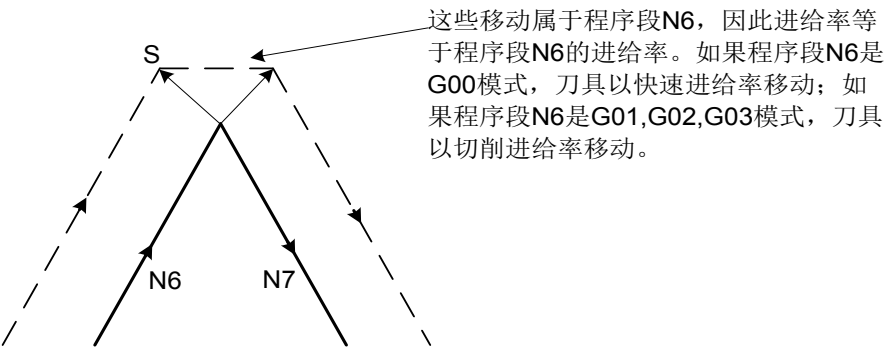 这些移动属于程序段N6，因此进给率等
于程序段N6的进给率。如果程序段N6是
G00模式，刀具以快速进给率移动；如
果程序段N6是G01,G02,G03模式，刀具
以切削进给率移动。
S
N6
N7